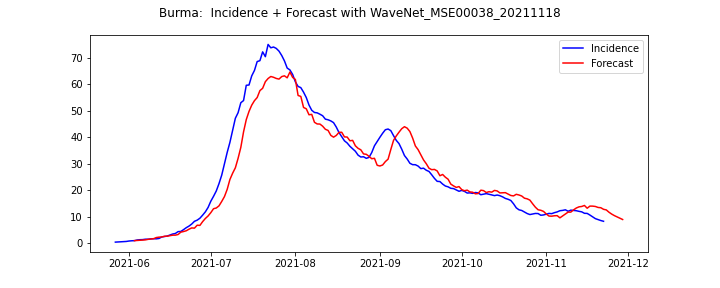 Burma:  Incidence + Forecast with WaveNet_MSE00038_20211118
Incidence
Forecast
70
60
50
40
30
20
10
0
2021-06 2021-07 2021-08 2021-09 2021-10 2021-11 2021-12